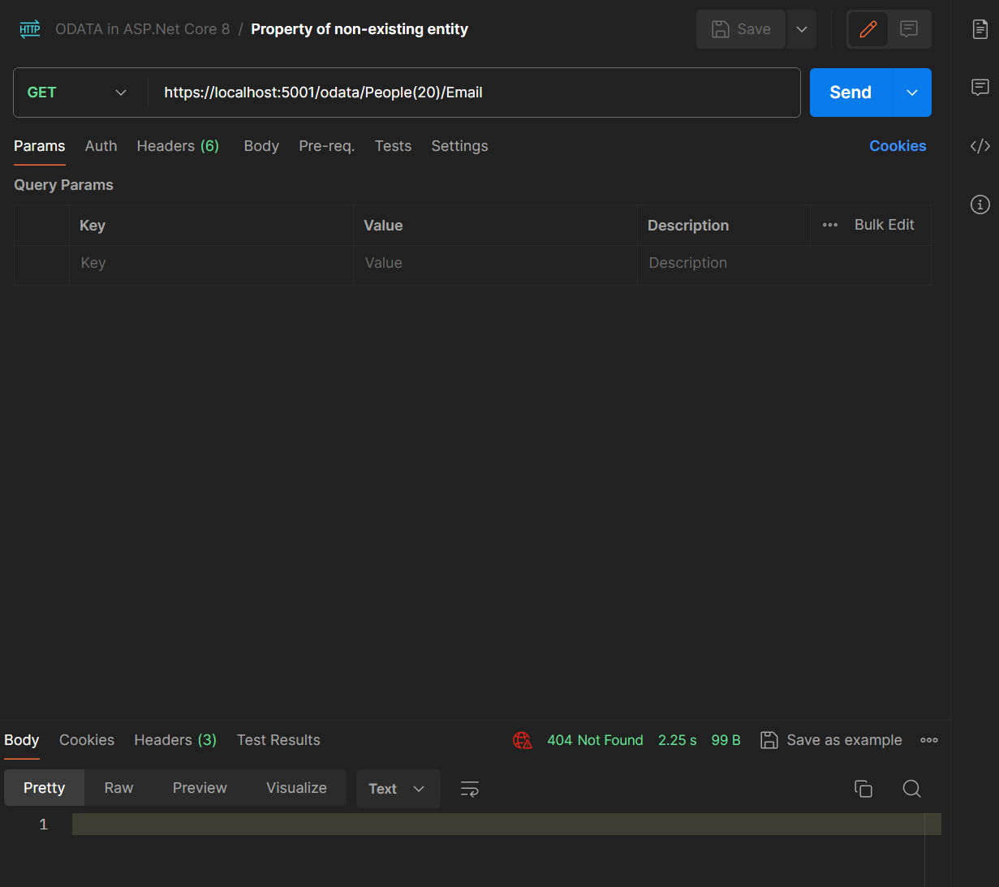 HTTP ODATA in ASP.Net Core 8 / Property of non-existing entity Save
GET https://localhost:5001/odata/People(20)/Email Send
Params Auth Headers (6) Body Pre-req. Tests Settings Cookies
Query Params
Key Value Description Bulk Edit
Key Value Description
Body Cookies Headers (3) Test Results 404 Not Found 2.25 s 99 B Save as example
Pretty Raw Preview Visualize Text
1